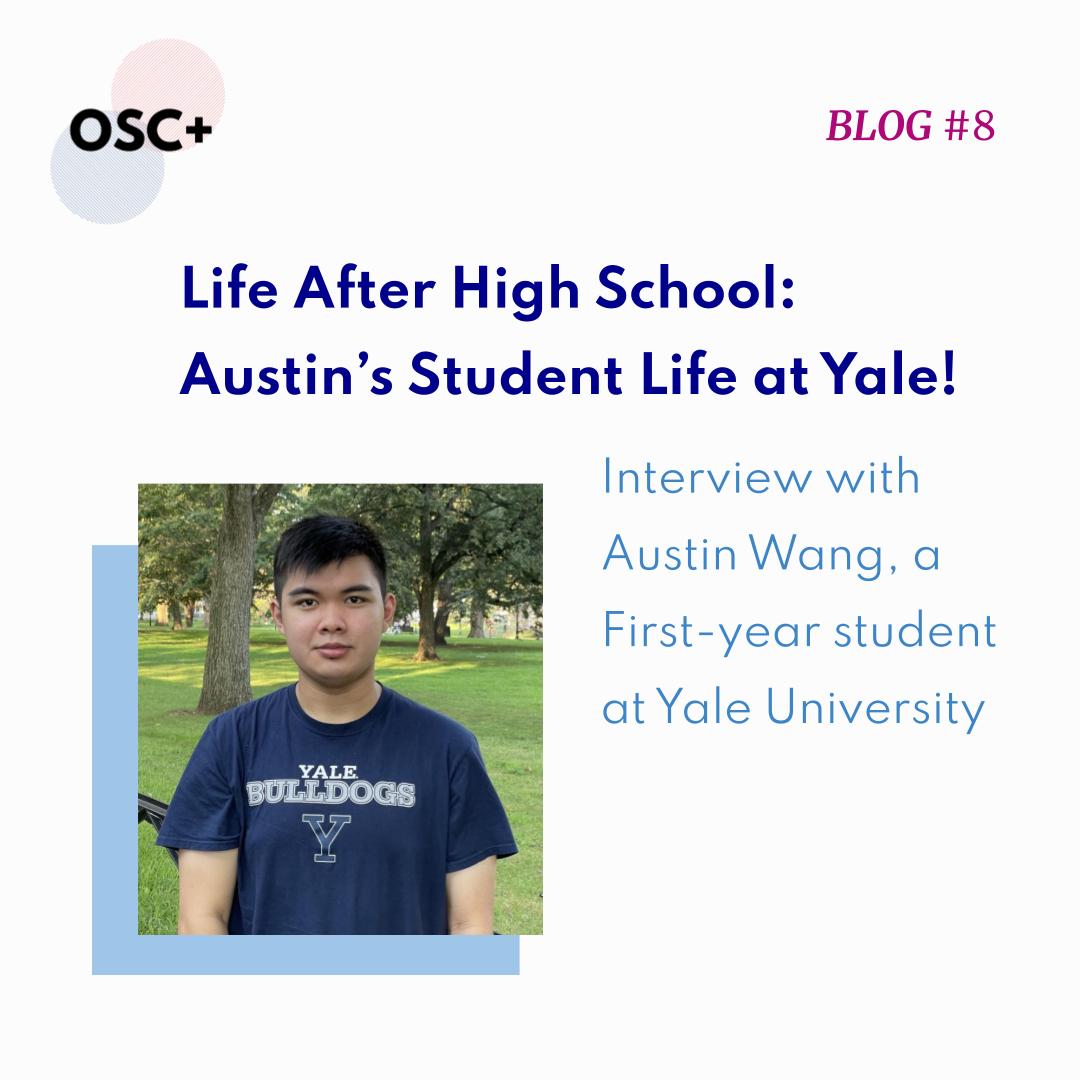 OSC+
BLOG #8
Life After High School:
Austin’s Student Life at Yale!
Interview with
Austin Wang, a
First-year student
at Yale University
YALE
BULLDOGS
Y